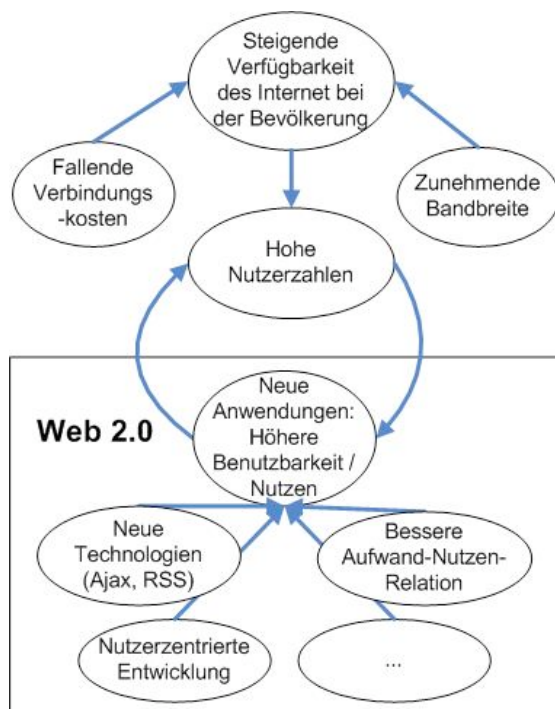 Steigende
Verfügbarkeit
des Internet bei
der Bevölkerung
Fallende
Verbindungs
-kosten
Zunehmende
Bandbreite
Hohe
Nutzerzahlen
Web 2.0
Neue
Anwendungen:
Höhere
Benutzbarkeit /
Nutzen
Neue
Technologien
(Ajax, RSS)
Bessere
Aufwand-Nutzen-
Relation
Nutzerzentrierte
Entwicklung
...